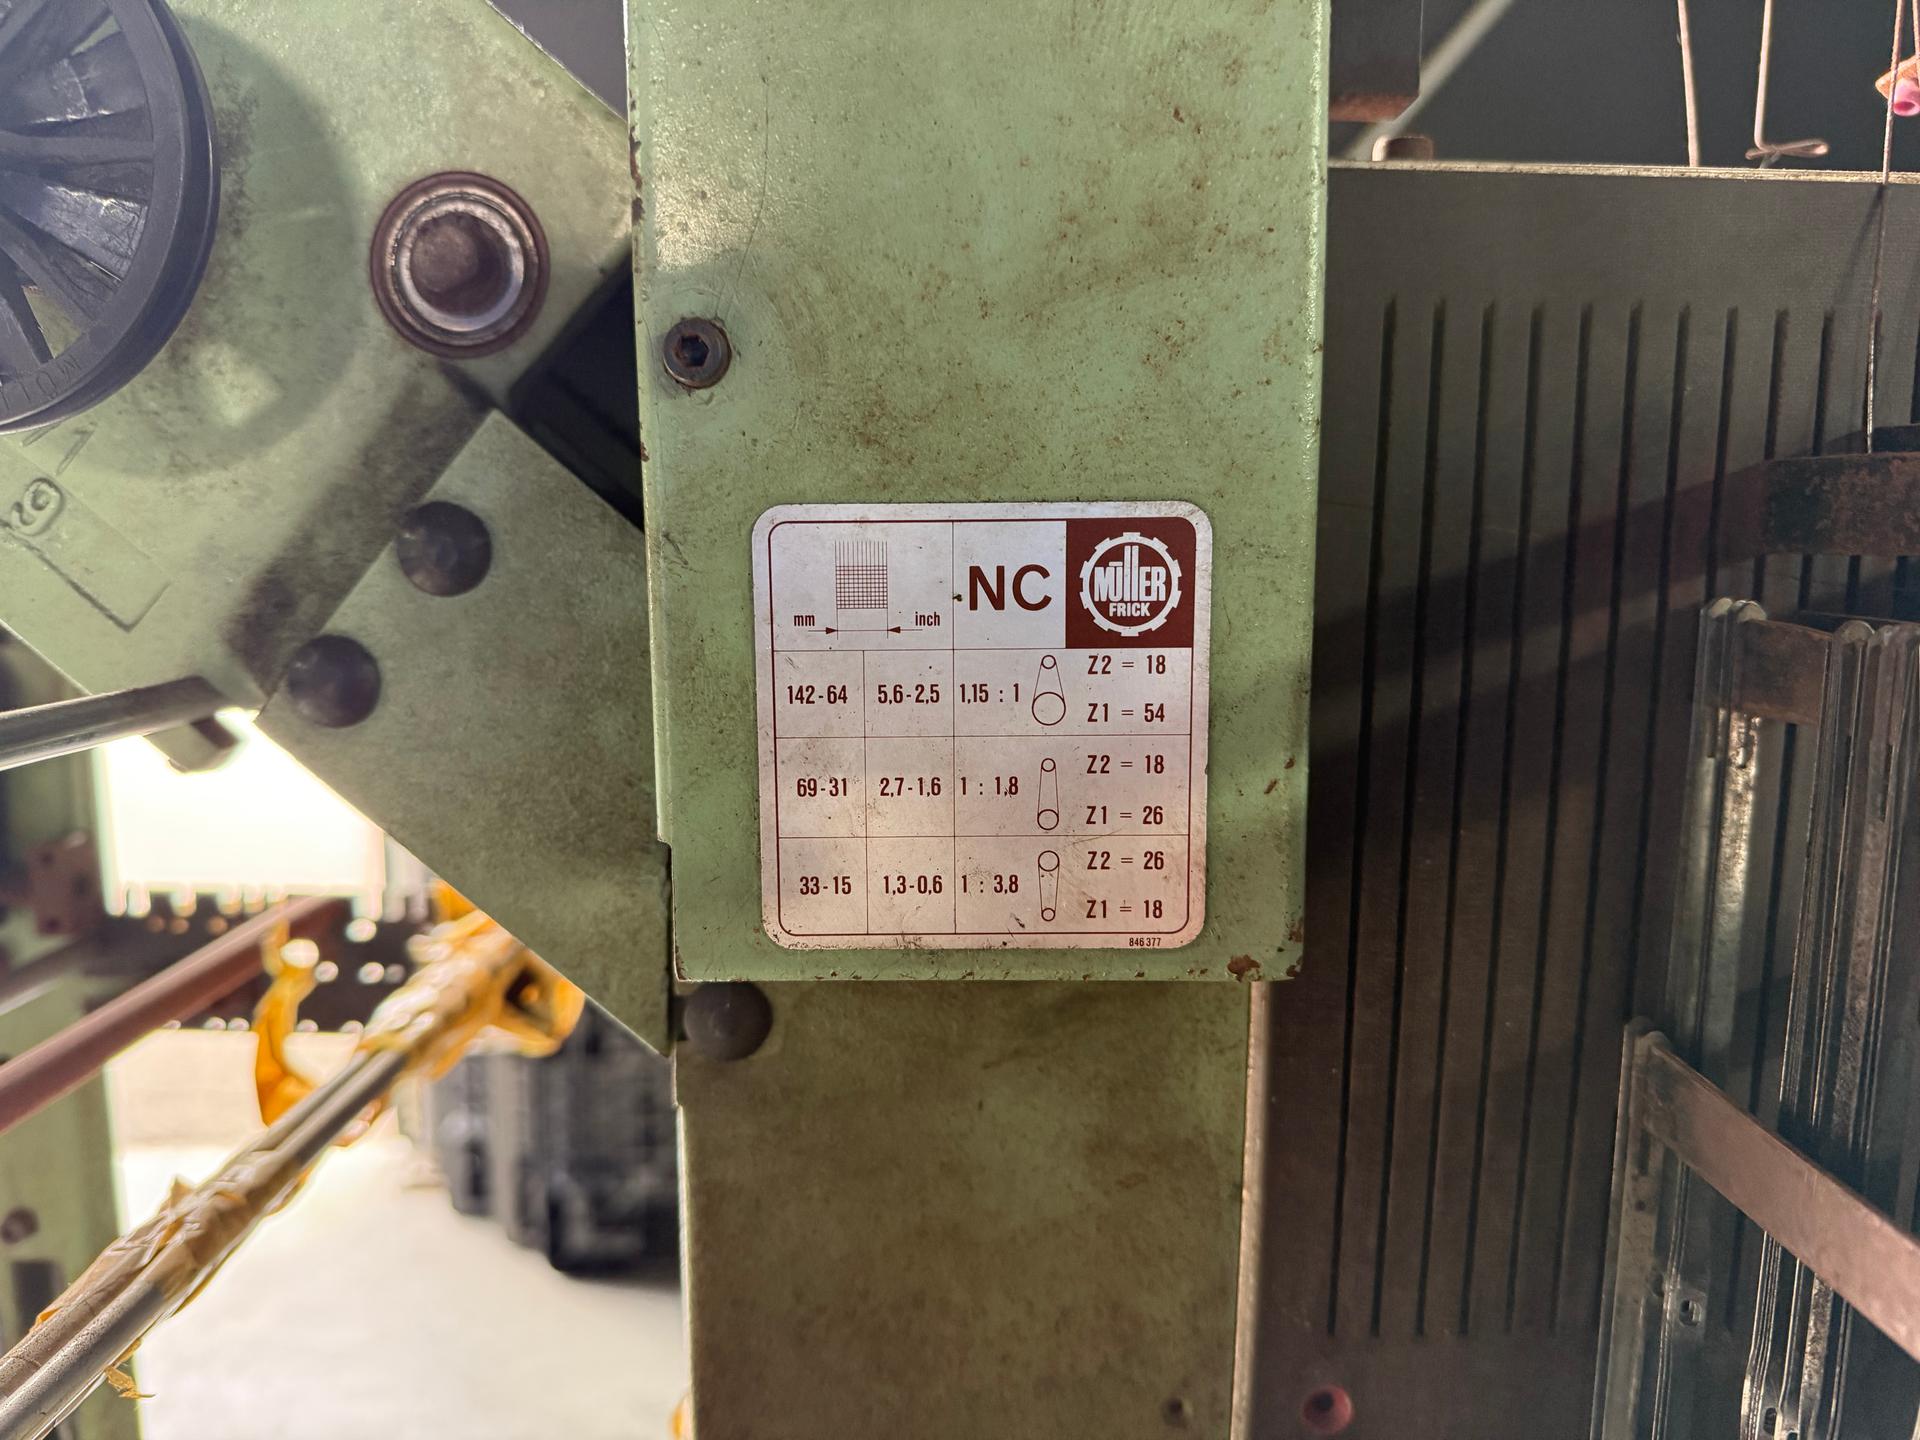 mm inch
NC
MÜLLER
FRICK
142-64 5,6-2,5 1,15 : 1 Z2 = 18
Z1 = 54
69-31 2,7-1,6 1 : 1,8 Z2 = 18
Z1 = 26
33-15 1,3-0,6 1 : 3,8 Z2 = 26
Z1 = 18
846 377